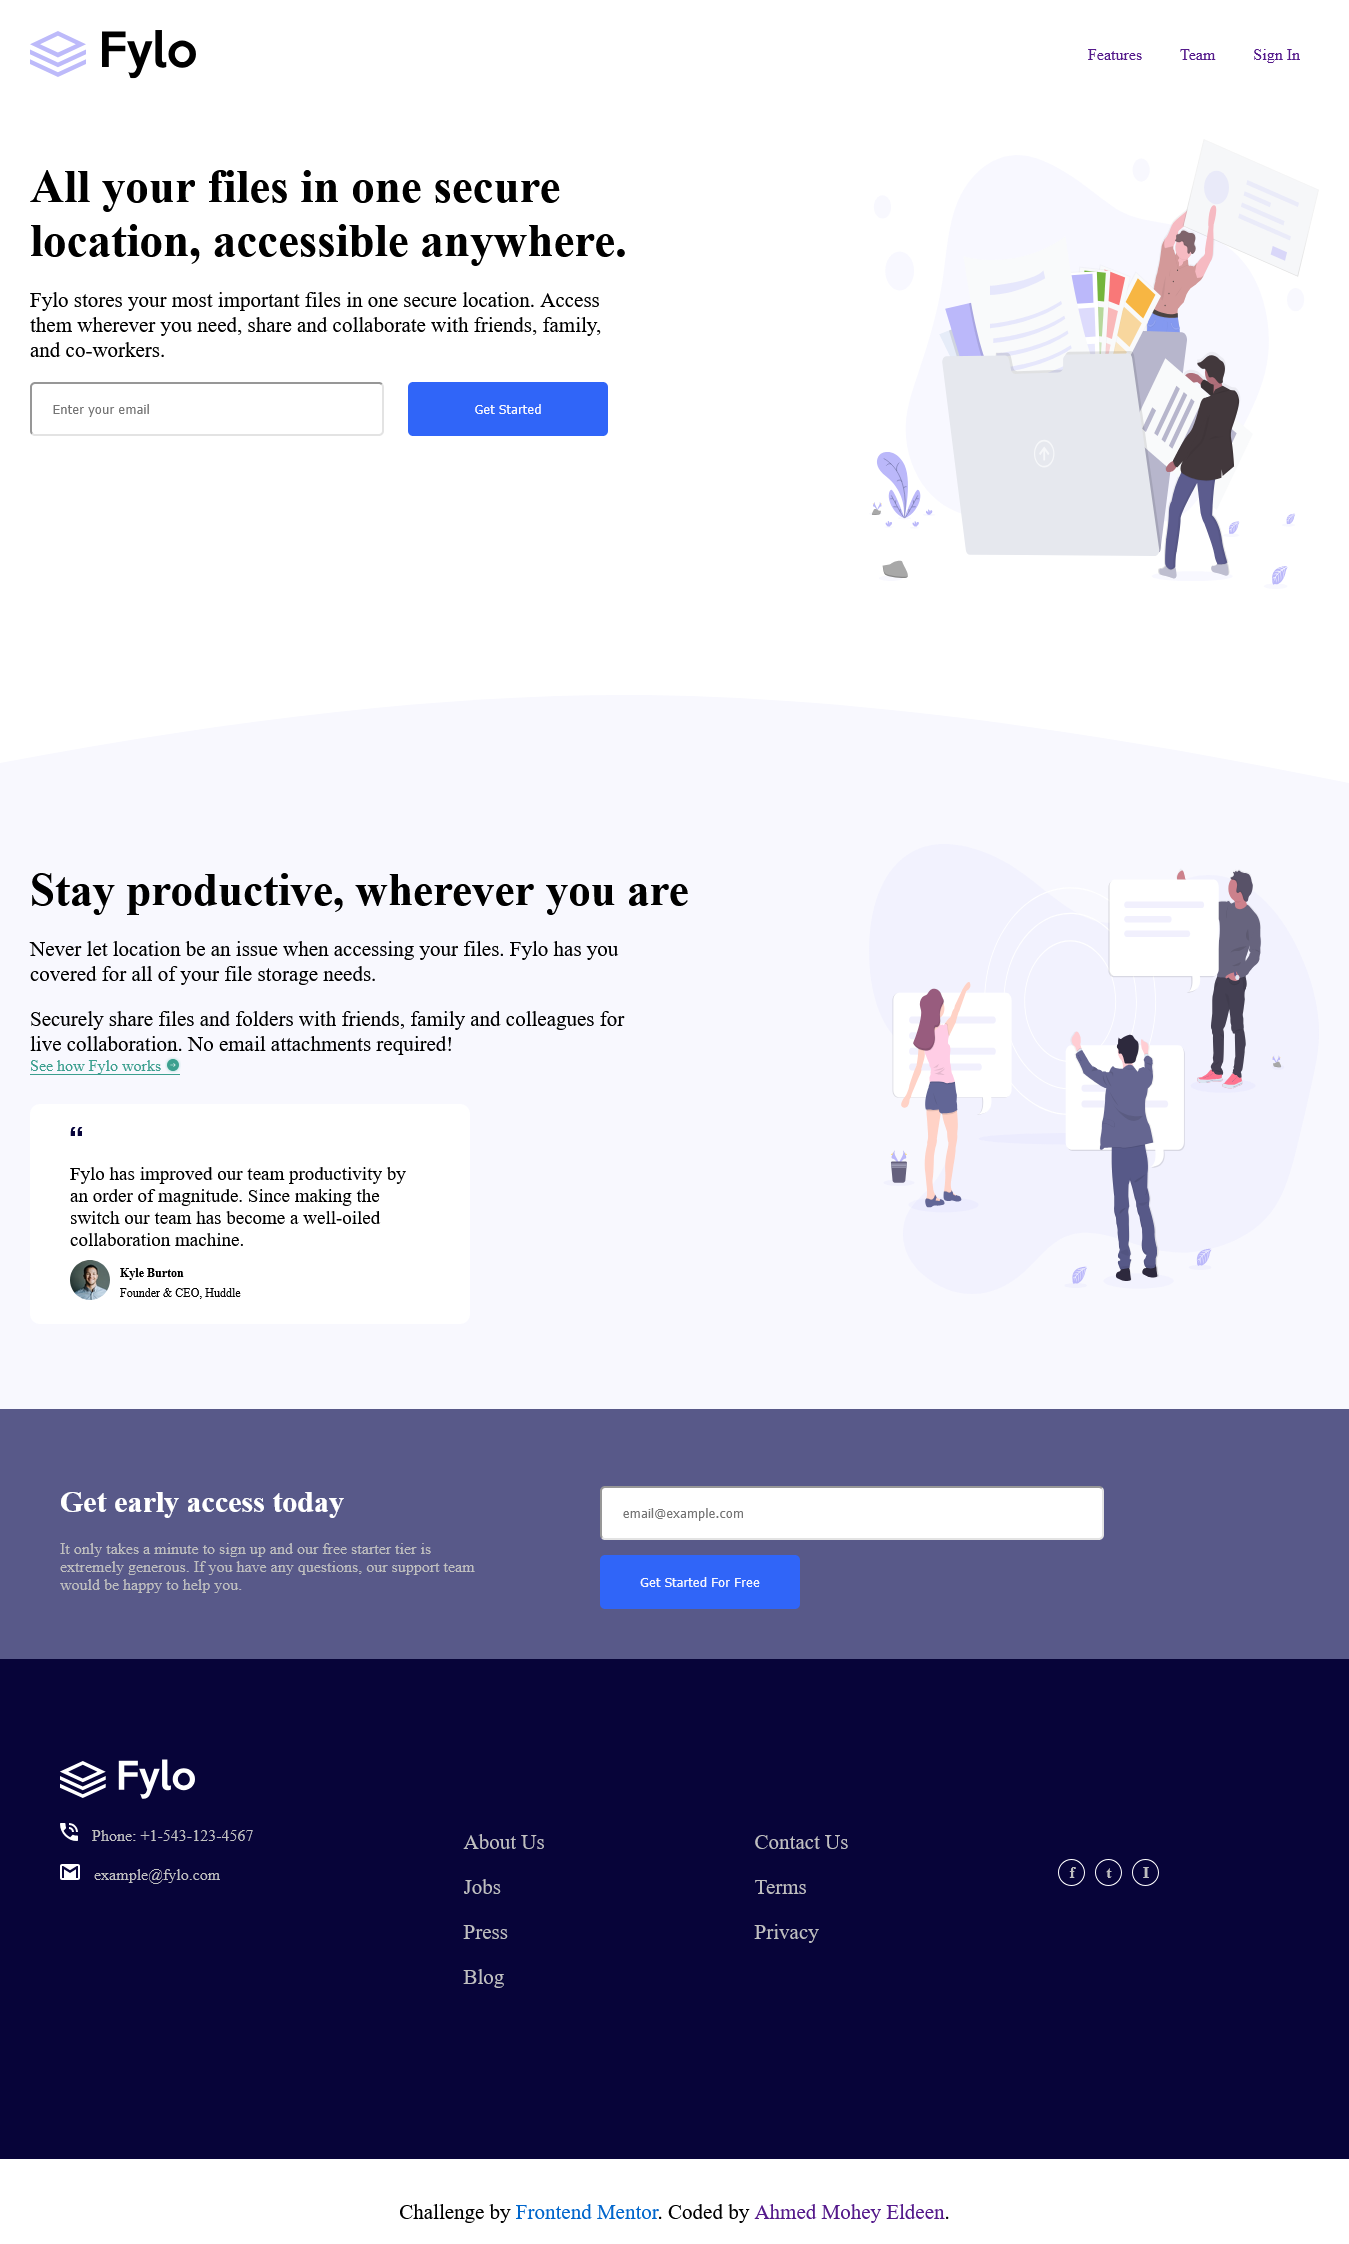 Fylo
Features Team Sign In
All your files in one secure
location, accessible anywhere.
Fylo stores your most important files in one secure location. Access
them wherever you need, share and collaborate with friends, family,
and co-workers.
Enter your email
Get Started
Stay productive, wherever you are
Never let location be an issue when accessing your files. Fylo has you
covered for all of your file storage needs.
Securely share files and folders with friends, family and colleagues for
live collaboration. No email attachments required!
See how Fylo works
“
Fylo has improved our team productivity by
an order of magnitude. Since making the
switch our team has become a well-oiled
collaboration machine.
Kyle Burton
Founder & CEO, Huddle
Get early access today
It only takes a minute to sign up and our free starter tier is
extremely generous. If you have any questions, our support team
would be happy to help you.
email@example.com
Get Started For Free
Fylo
Phone: +1-543-123-4567
example@fylo.com
About Us
Jobs
Press
Blog
Contact Us
Terms
Privacy
f t I
Challenge by Frontend Mentor. Coded by Ahmed Mohey Eldeen.